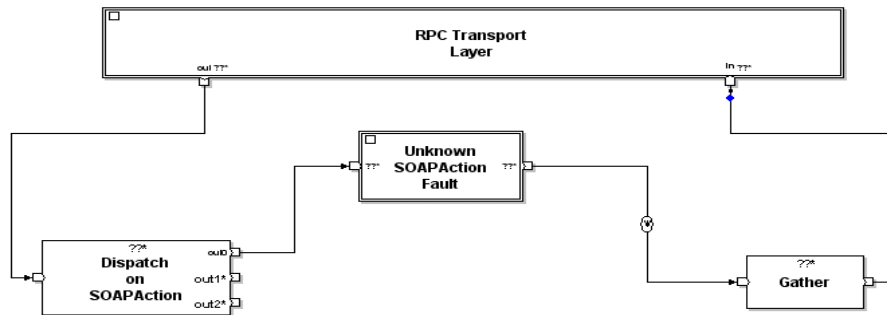 RPC Transport
Layer
out ??*
in ??*
Unknown
SOAPAction
Fault
??*
??*
??*
Dispatch
on
SOAPAction
out0
out1*
out2*
??*
Gather